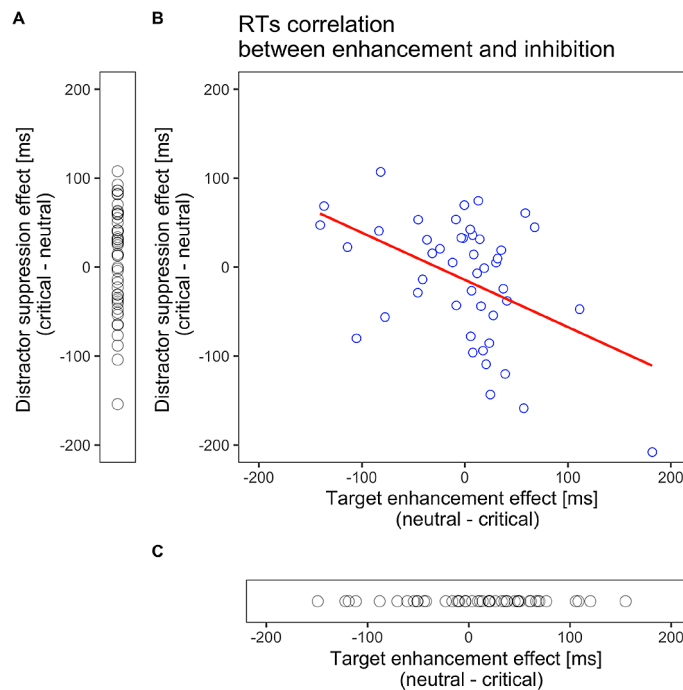 A
B
RTs correlation
between enhancement and inhibition
Distractor suppression effect [ms]
(critical - neutral)
200
100
0
-100
-200
Distractor suppression effect [ms]
(critical - neutral)
200
100
0
-100
-200
-200 -100 0 100 200
Target enhancement effect [ms]
(neutral - critical)
C
-200 -100 0 100 200
Target enhancement effect [ms]
(neutral - critical)